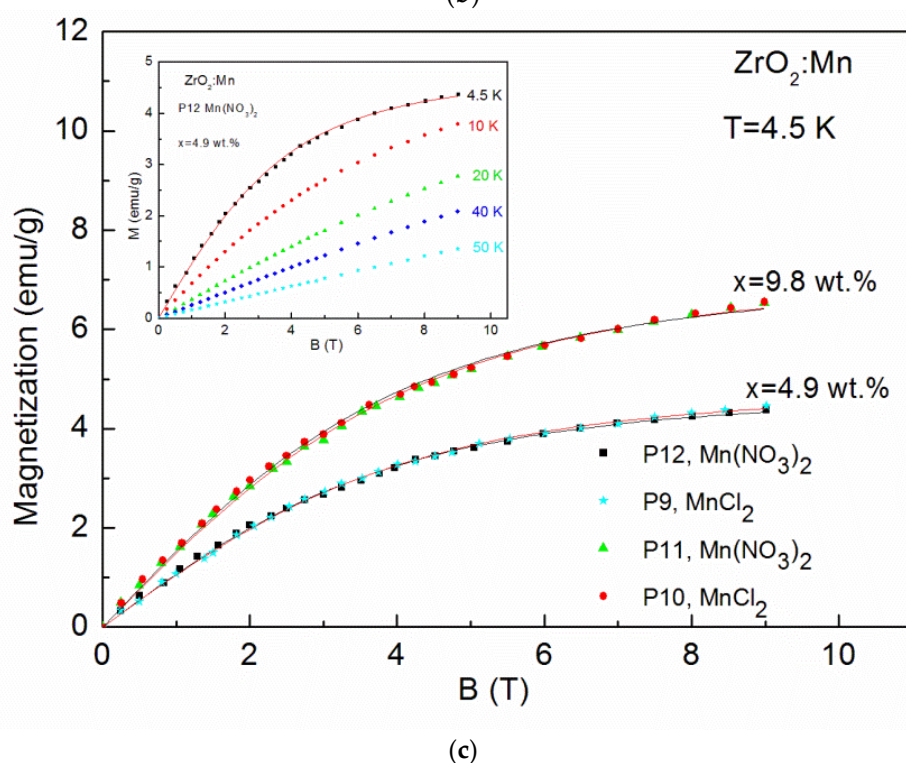 (b)
12
10
8
6
4
2
0
Magnetization (emu/g)
0 2 4 6 8 10
B (T)
ZrO₂:Mn
T=4.5 K
x=9.8 wt.%
x=4.9 wt.%
P12, Mn(NO₃)₂
P9, MnCl₂
P11, Mn(NO₃)₂
P10, MnCl₂
5
4
3
2
1
0
M (emu/g)
0 2 4 6 8 10
B (T)
ZrO₂:Mn
P12 Mn(NO₃)₂
x=4.9 wt.%
4.5 K
10 K
20 K
40 K
50 K
(c)